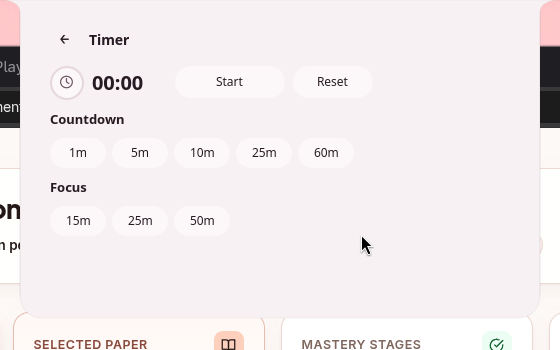 Timer
00:00 Start Reset
Countdown
1m 5m 10m 25m 60m
Focus
15m 25m 50m
SELECTED PAPER
MASTERY STAGES